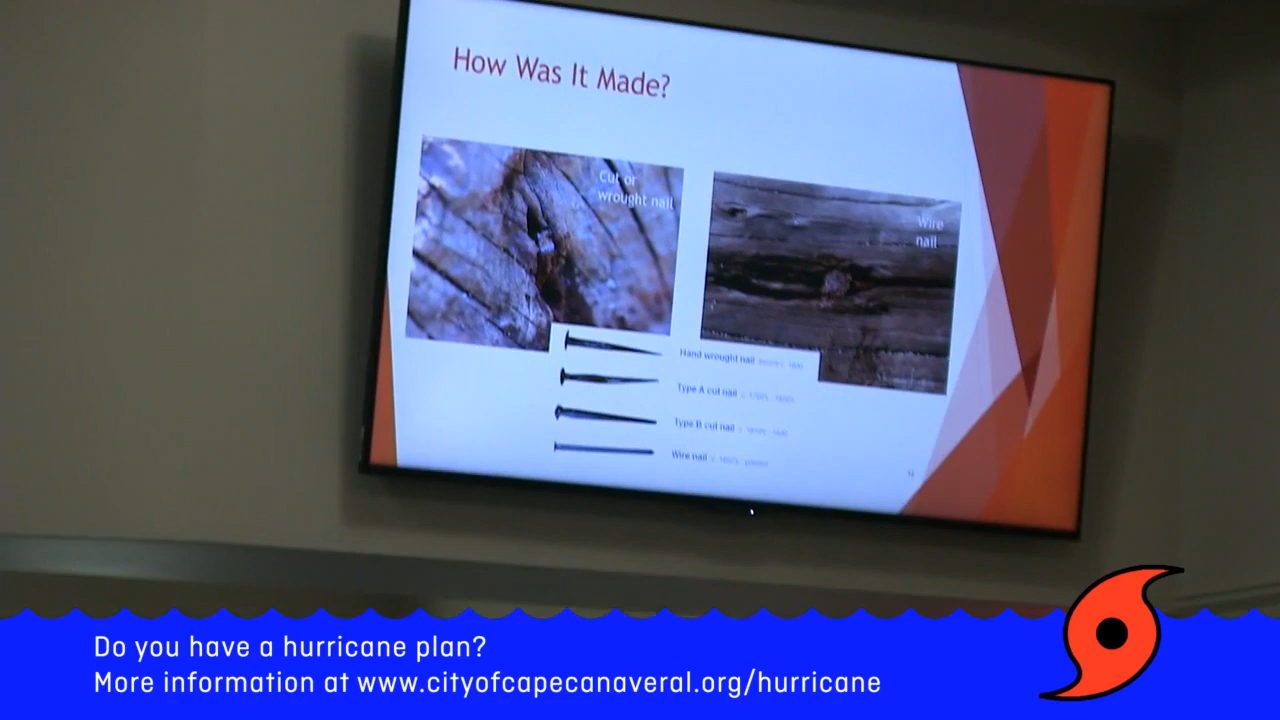 How Was It Made?
Cut or
wrought nail
Wire
nail
Hand wrought nail
Type A cut nail
Type B cut nail
Wire nail
Do you have a hurricane plan?
More information at www.cityofcapecanaveral.org/hurricane